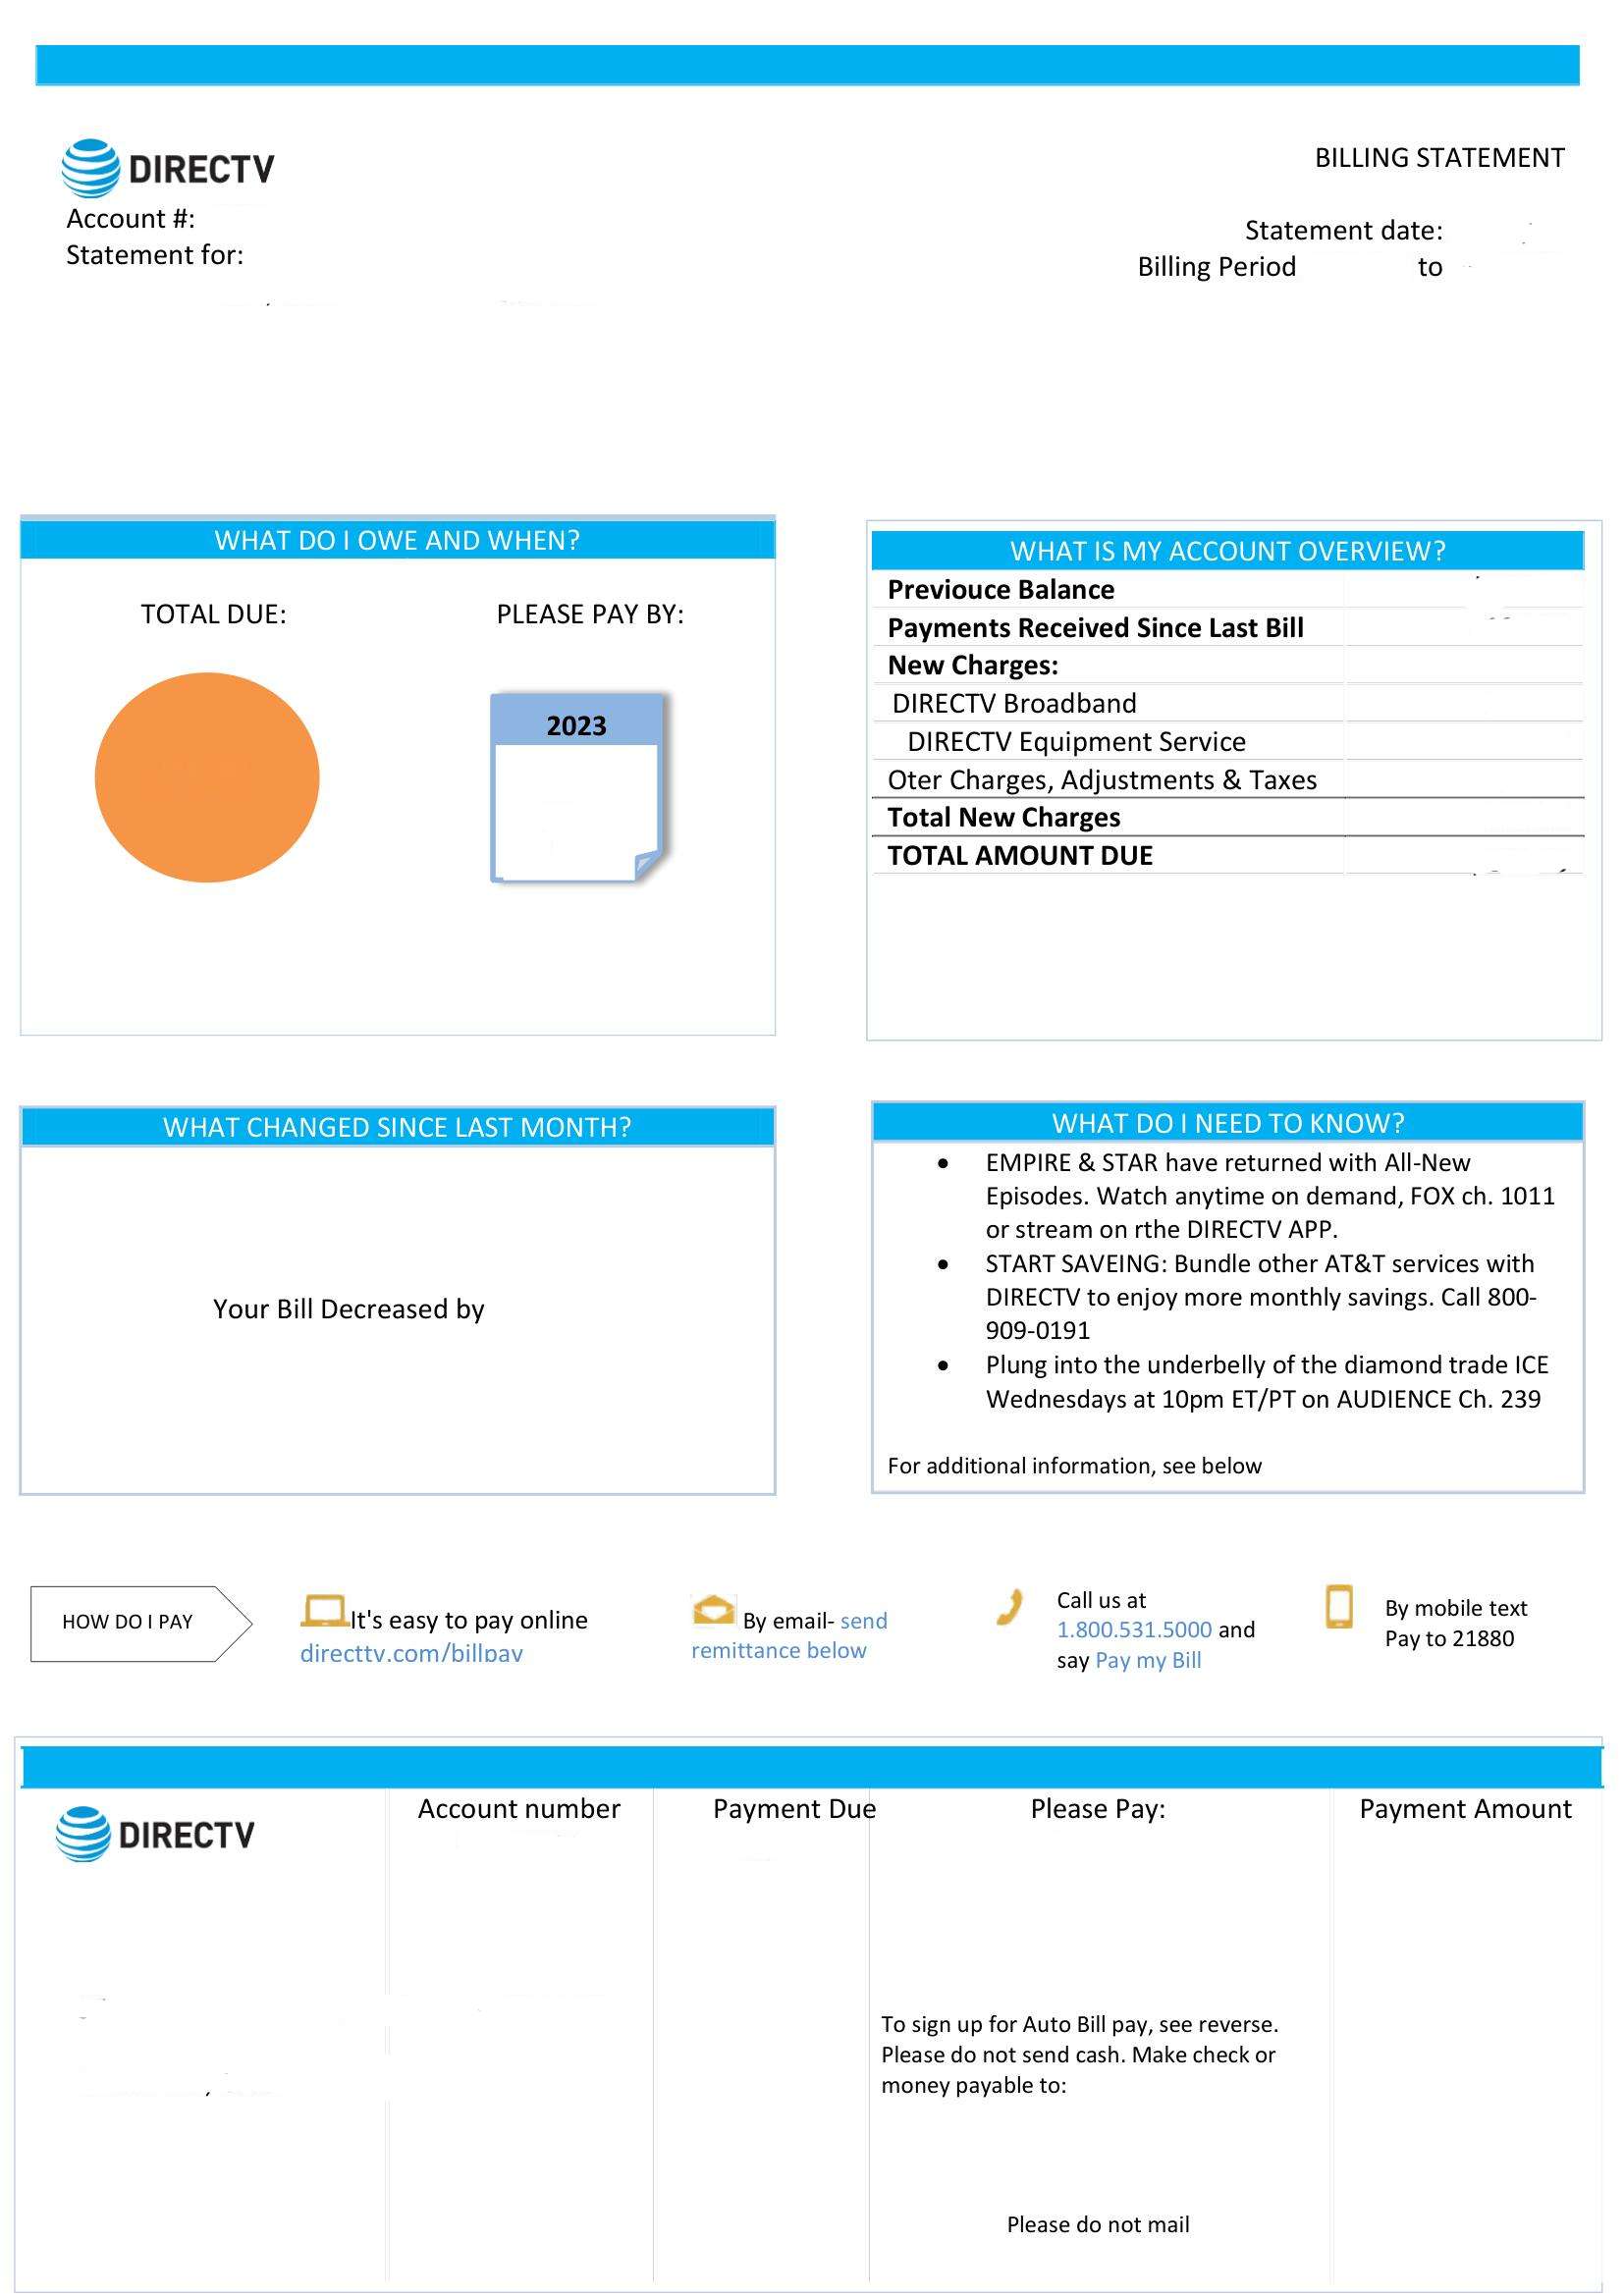 DIRECTV
BILLING STATEMENT
Account #:
Statement for:
Statement date:
Billing Period to
WHAT DO I OWE AND WHEN?
TOTAL DUE:
PLEASE PAY BY:
2023
WHAT IS MY ACCOUNT OVERVIEW?
Previouce Balance
Payments Received Since Last Bill
New Charges:
DIRECTV Broadband
DIRECTV Equipment Service
Oter Charges, Adjustments & Taxes
Total New Charges
TOTAL AMOUNT DUE
WHAT CHANGED SINCE LAST MONTH?
Your Bill Decreased by
WHAT DO I NEED TO KNOW?
• EMPIRE & STAR have returned with All-New
Episodes. Watch anytime on demand, FOX ch. 1011
or stream on rthe DIRECTV APP.
• START SAVEING: Bundle other AT&T services with
DIRECTV to enjoy more monthly savings. Call 800-
909-0191
• Plung into the underbelly of the diamond trade ICE
Wednesdays at 10pm ET/PT on AUDIENCE Ch. 239
For additional information, see below
HOW DO I PAY
It's easy to pay online
directtv.com/billpay
By email- send
remittance below
Call us at
1.800.531.5000 and
say Pay my Bill
By mobile text
Pay to 21880
DIRECTV
Account number
Payment Due
Please Pay:
Payment Amount
To sign up for Auto Bill pay, see reverse.
Please do not send cash. Make check or
money payable to:
Please do not mail